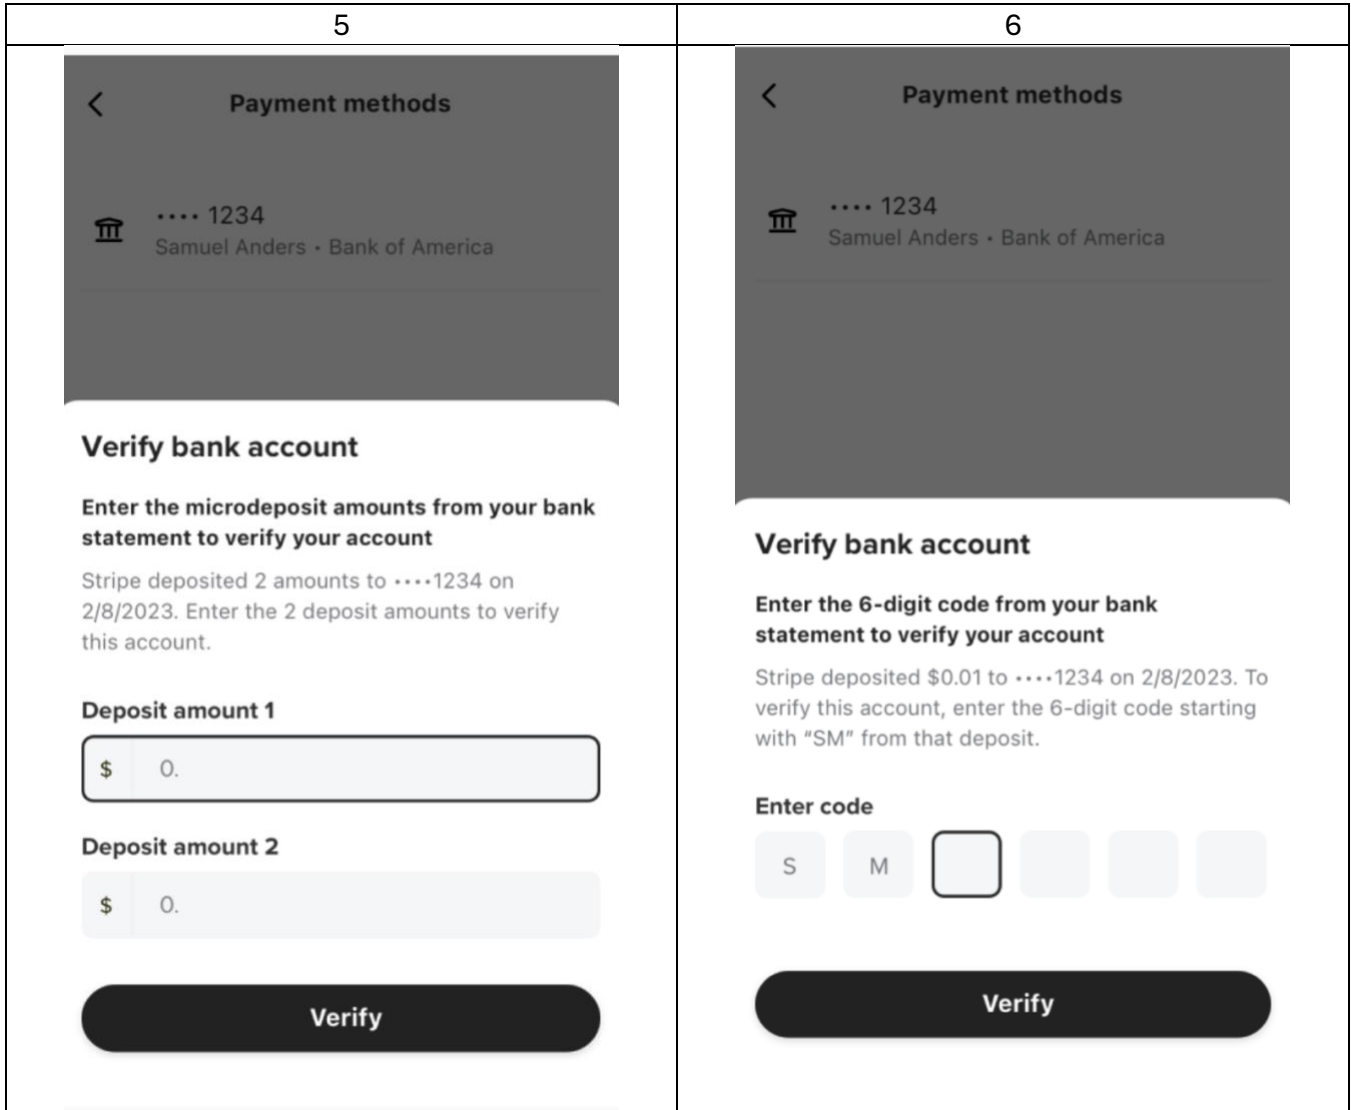 5
Payment methods
•••• 1234
Samuel Anders • Bank of America
Verify bank account
Enter the microdeposit amounts from your bank
statement to verify your account
Stripe deposited 2 amounts to ••••1234 on
2/8/2023. Enter the 2 deposit amounts to verify
this account.
Deposit amount 1
$ 0.
Deposit amount 2
$ 0.
Verify
6
Payment methods
•••• 1234
Samuel Anders • Bank of America
Verify bank account
Enter the 6-digit code from your bank
statement to verify your account
Stripe deposited $0.01 to ••••1234 on 2/8/2023. To
verify this account, enter the 6-digit code starting
with “SM” from that deposit.
Enter code
S M
Verify